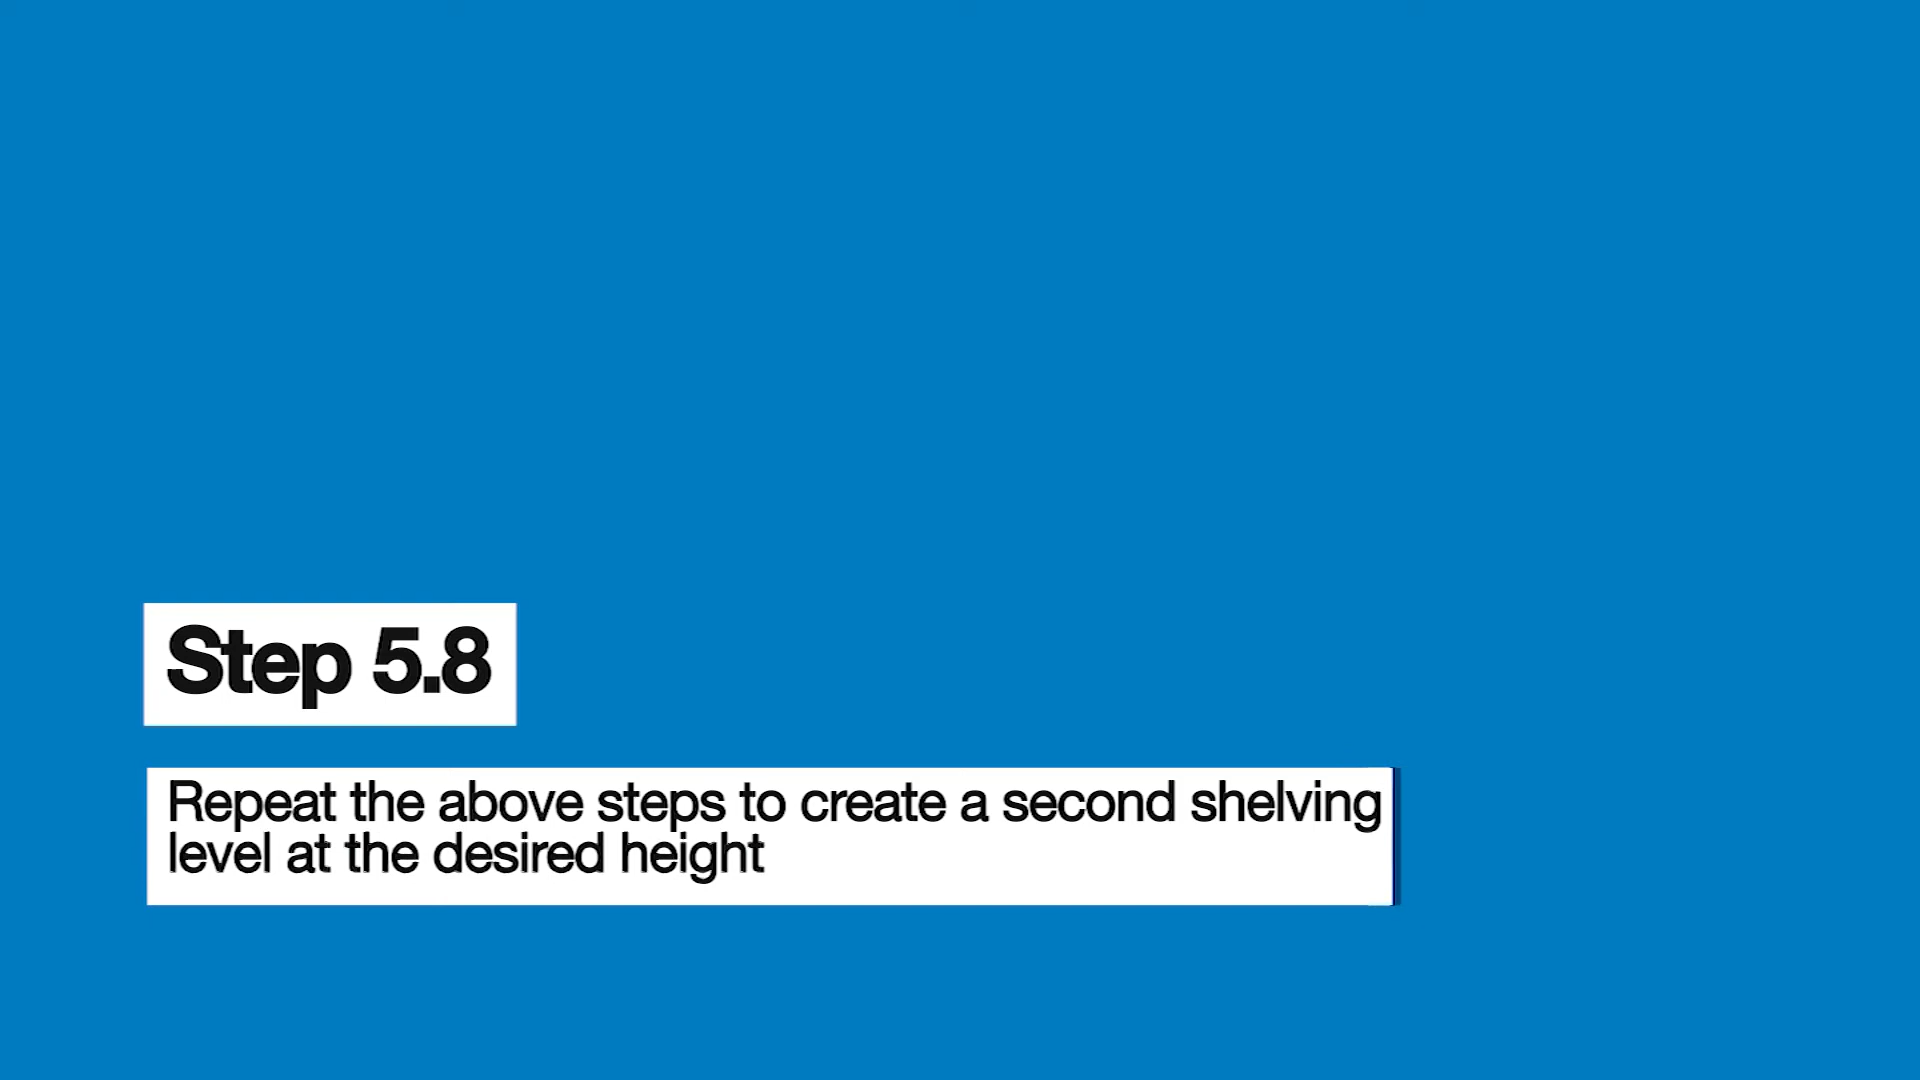 Step 5.8
Repeat the above steps to create a second shelving
level at the desired height